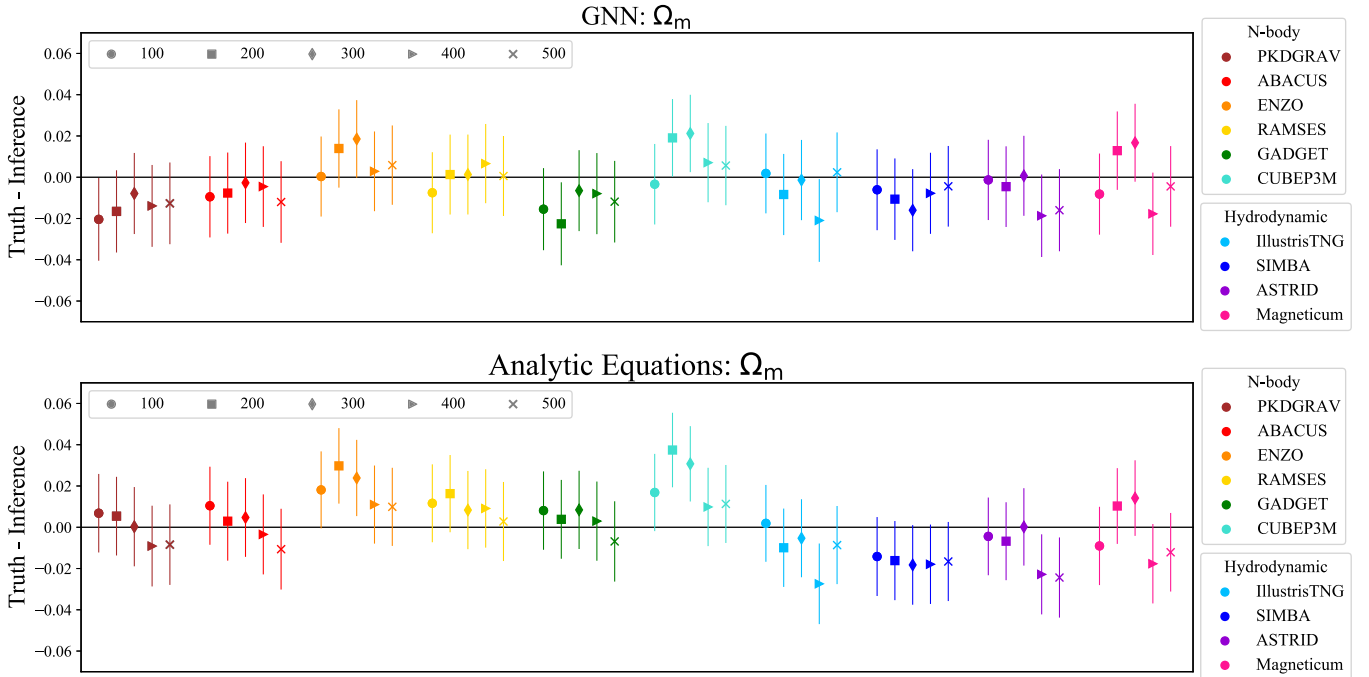 GNN: Ωm
100 200 300 400 500
0.06
0.04
0.02
0.00
−0.02
−0.04
−0.06
Truth - Inference
N-body
PKDGRAV
ABACUS
ENZO
RAMSES
GADGET
CUBEP3M
Hydrodynamic
IllustrisTNG
SIMBA
ASTRID
Magneticum
Analytic Equations: Ωm
100 200 300 400 500
0.06
0.04
0.02
0.00
−0.02
−0.04
−0.06
Truth - Inference
N-body
PKDGRAV
ABACUS
ENZO
RAMSES
GADGET
CUBEP3M
Hydrodynamic
IllustrisTNG
SIMBA
ASTRID
Magneticum